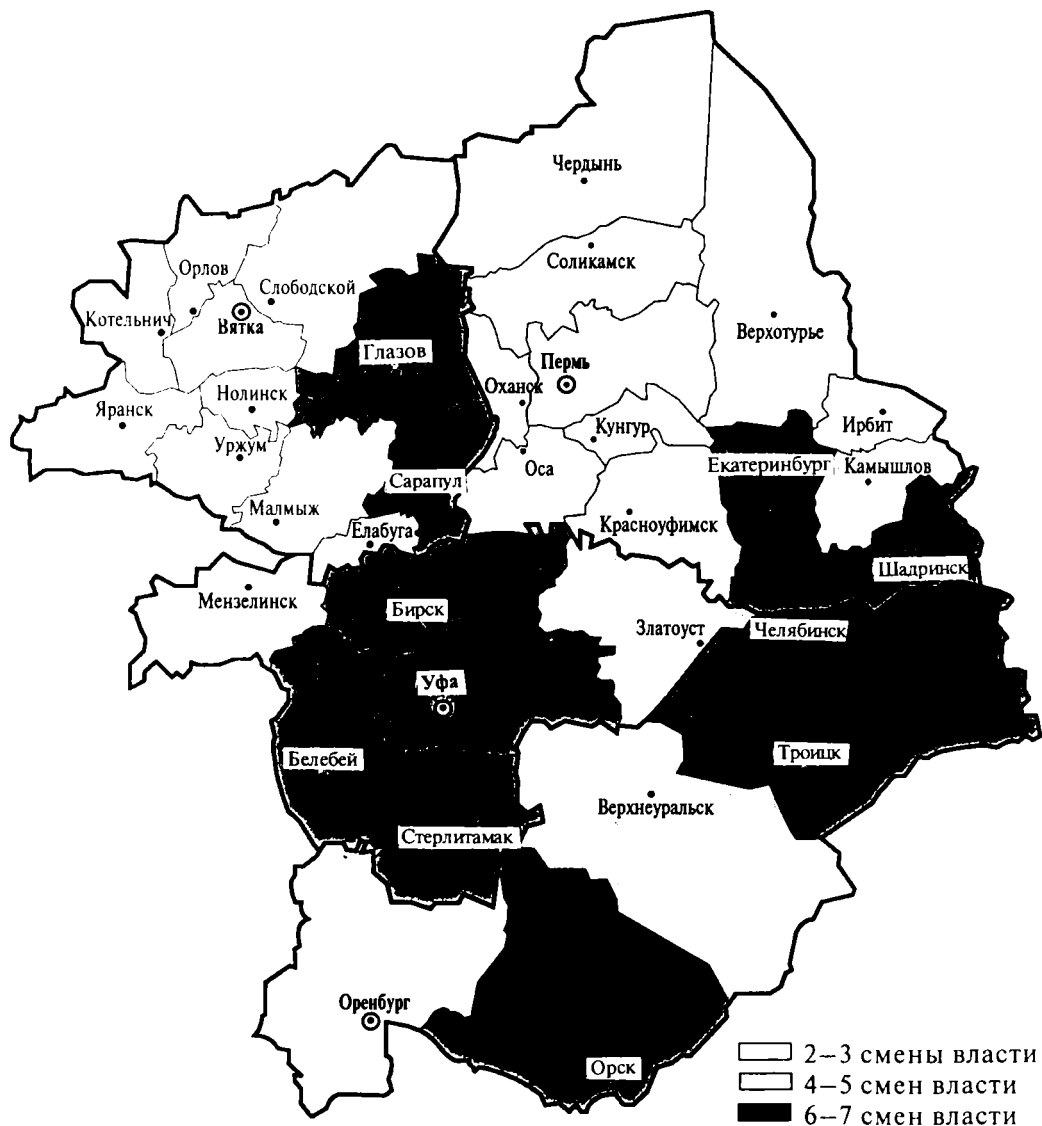 Чердынь
Соликамск
Орлов
Слободской
Котельнич
Вятка
Верхотурье
Глазов
Пермь
Оханск
Нолинск
Яранск
Кунгур
Ирбит
Уржум
Оса
Екатеринбург
Камышлов
Сарапул
Малмыж
Елабуга
Красноуфимск
Шадринск
Мензелинск
Бирск
Златоуст
Челябинск
Уфа
Белебей
Троицк
Верхнеуральск
Стерлитамак
Оренбург
Орск
2–3 смены власти
4–5 смен власти
6–7 смен власти